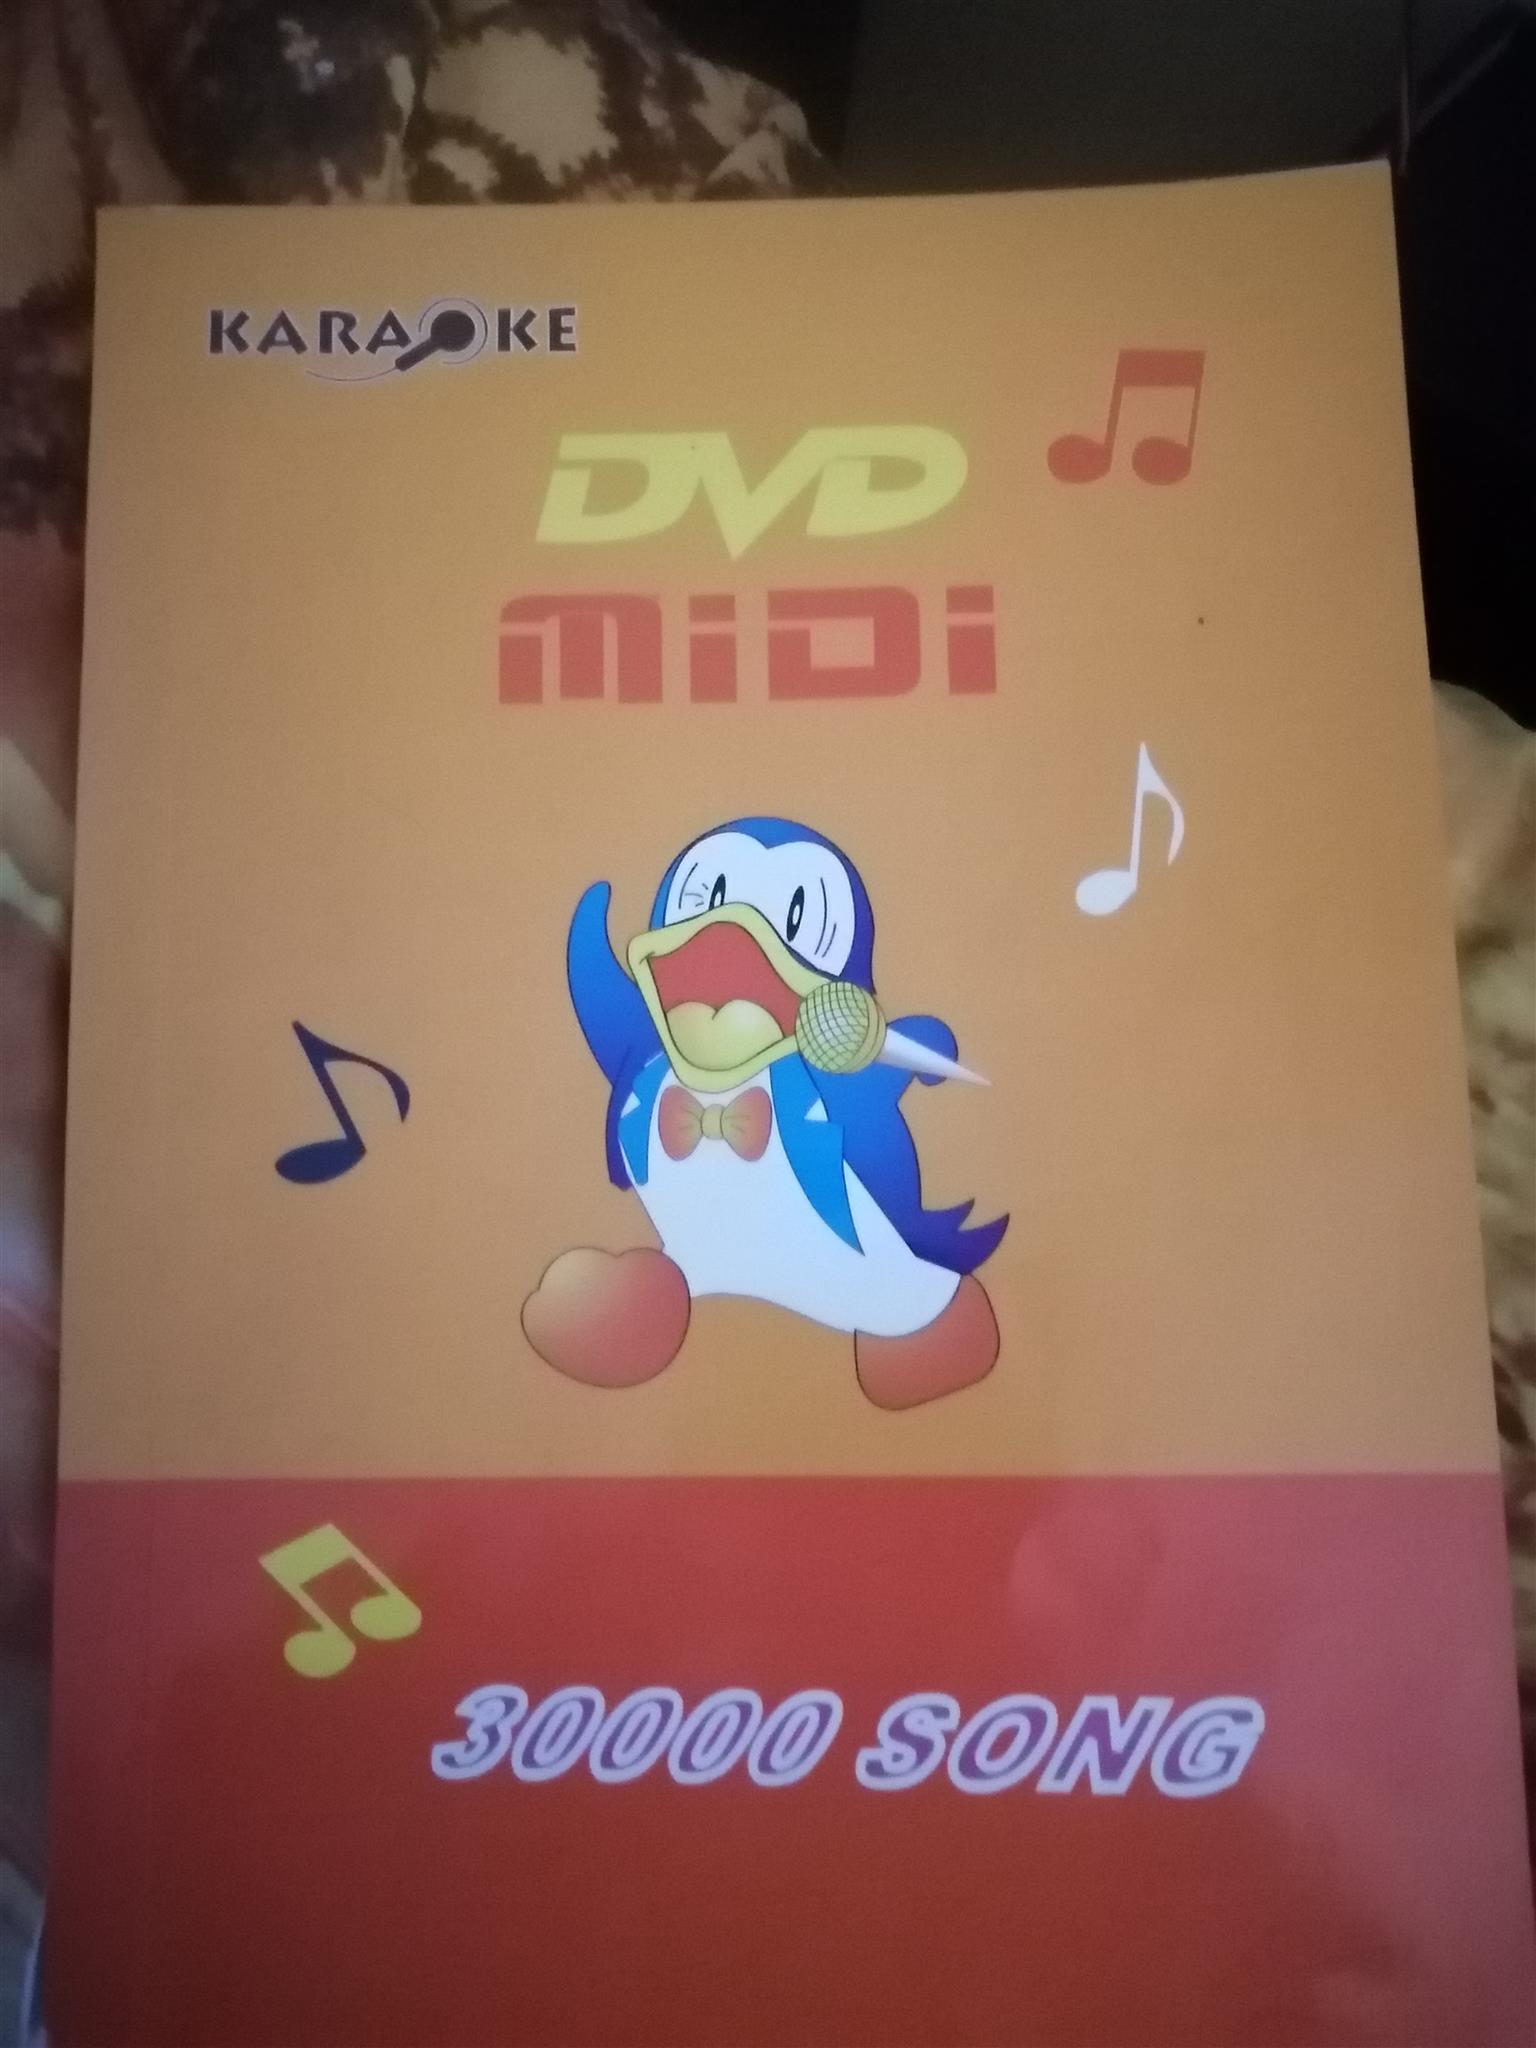 KARAOKE
DVD
MiDi
30000 SONG